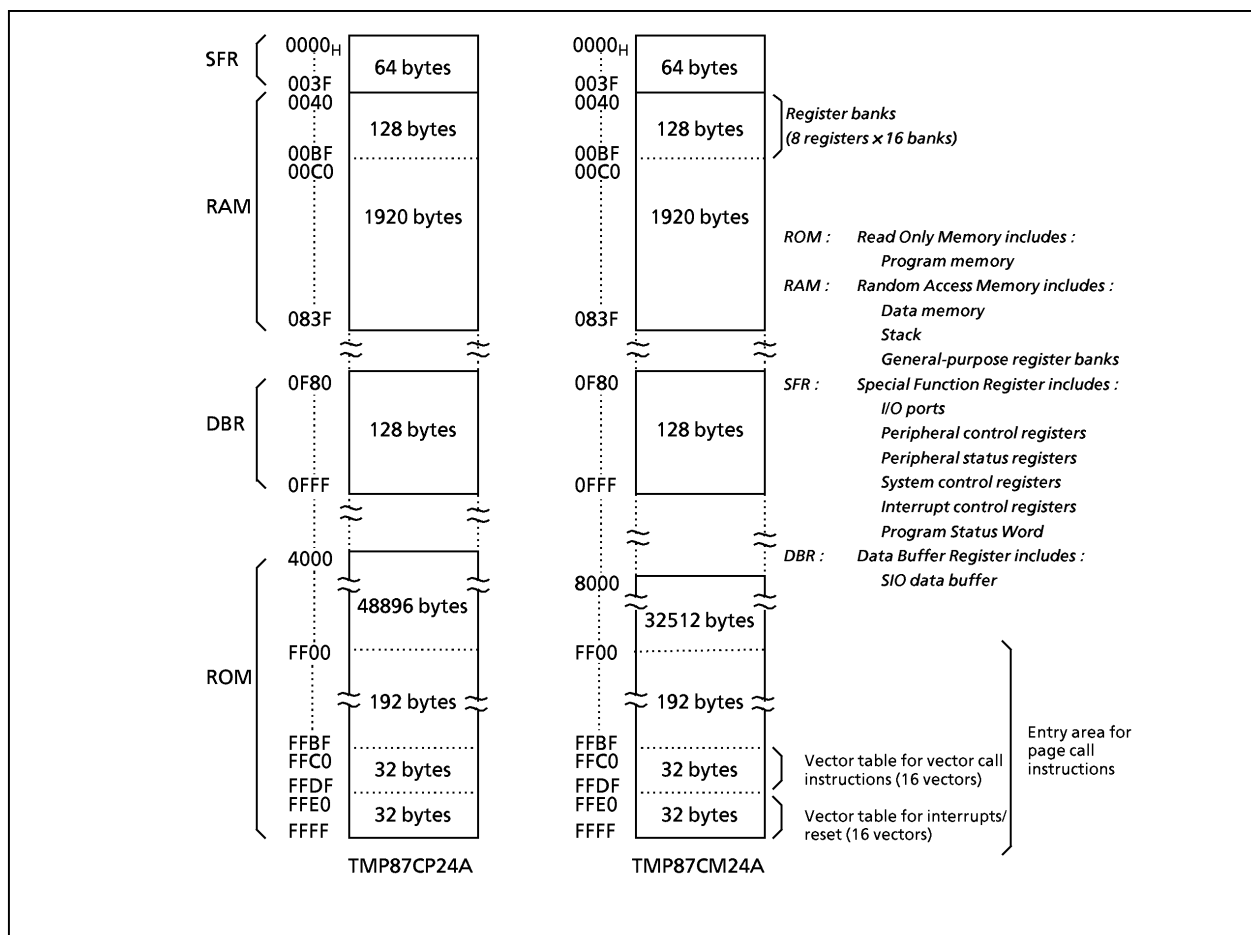 SFR
RAM
DBR
ROM
0000H
003F
0040
00BF
00C0
083F
0F80
0FFF
4000
FF00
FFBF
FFC0
FFDF
FFE0
FFFF
64 bytes
128 bytes
1920 bytes
128 bytes
48896 bytes
192 bytes
32 bytes
32 bytes
TMP87CP24A
0000H
003F
0040
00BF
00C0
083F
0F80
0FFF
8000
FF00
FFBF
FFC0
FFDF
FFE0
FFFF
64 bytes
128 bytes
1920 bytes
128 bytes
32512 bytes
192 bytes
32 bytes
32 bytes
TMP87CM24A
Register banks
(8 registers × 16 banks)
ROM : Read Only Memory includes :
Program memory
RAM : Random Access Memory includes :
Data memory
Stack
General-purpose register banks
SFR : Special Function Register includes :
I/O ports
Peripheral control registers
Peripheral status registers
System control registers
Interrupt control registers
Program Status Word
DBR : Data Buffer Register includes :
SIO data buffer
Vector table for vector call
instructions (16 vectors)
Vector table for interrupts/
reset (16 vectors)
Entry area for
page call
instructions